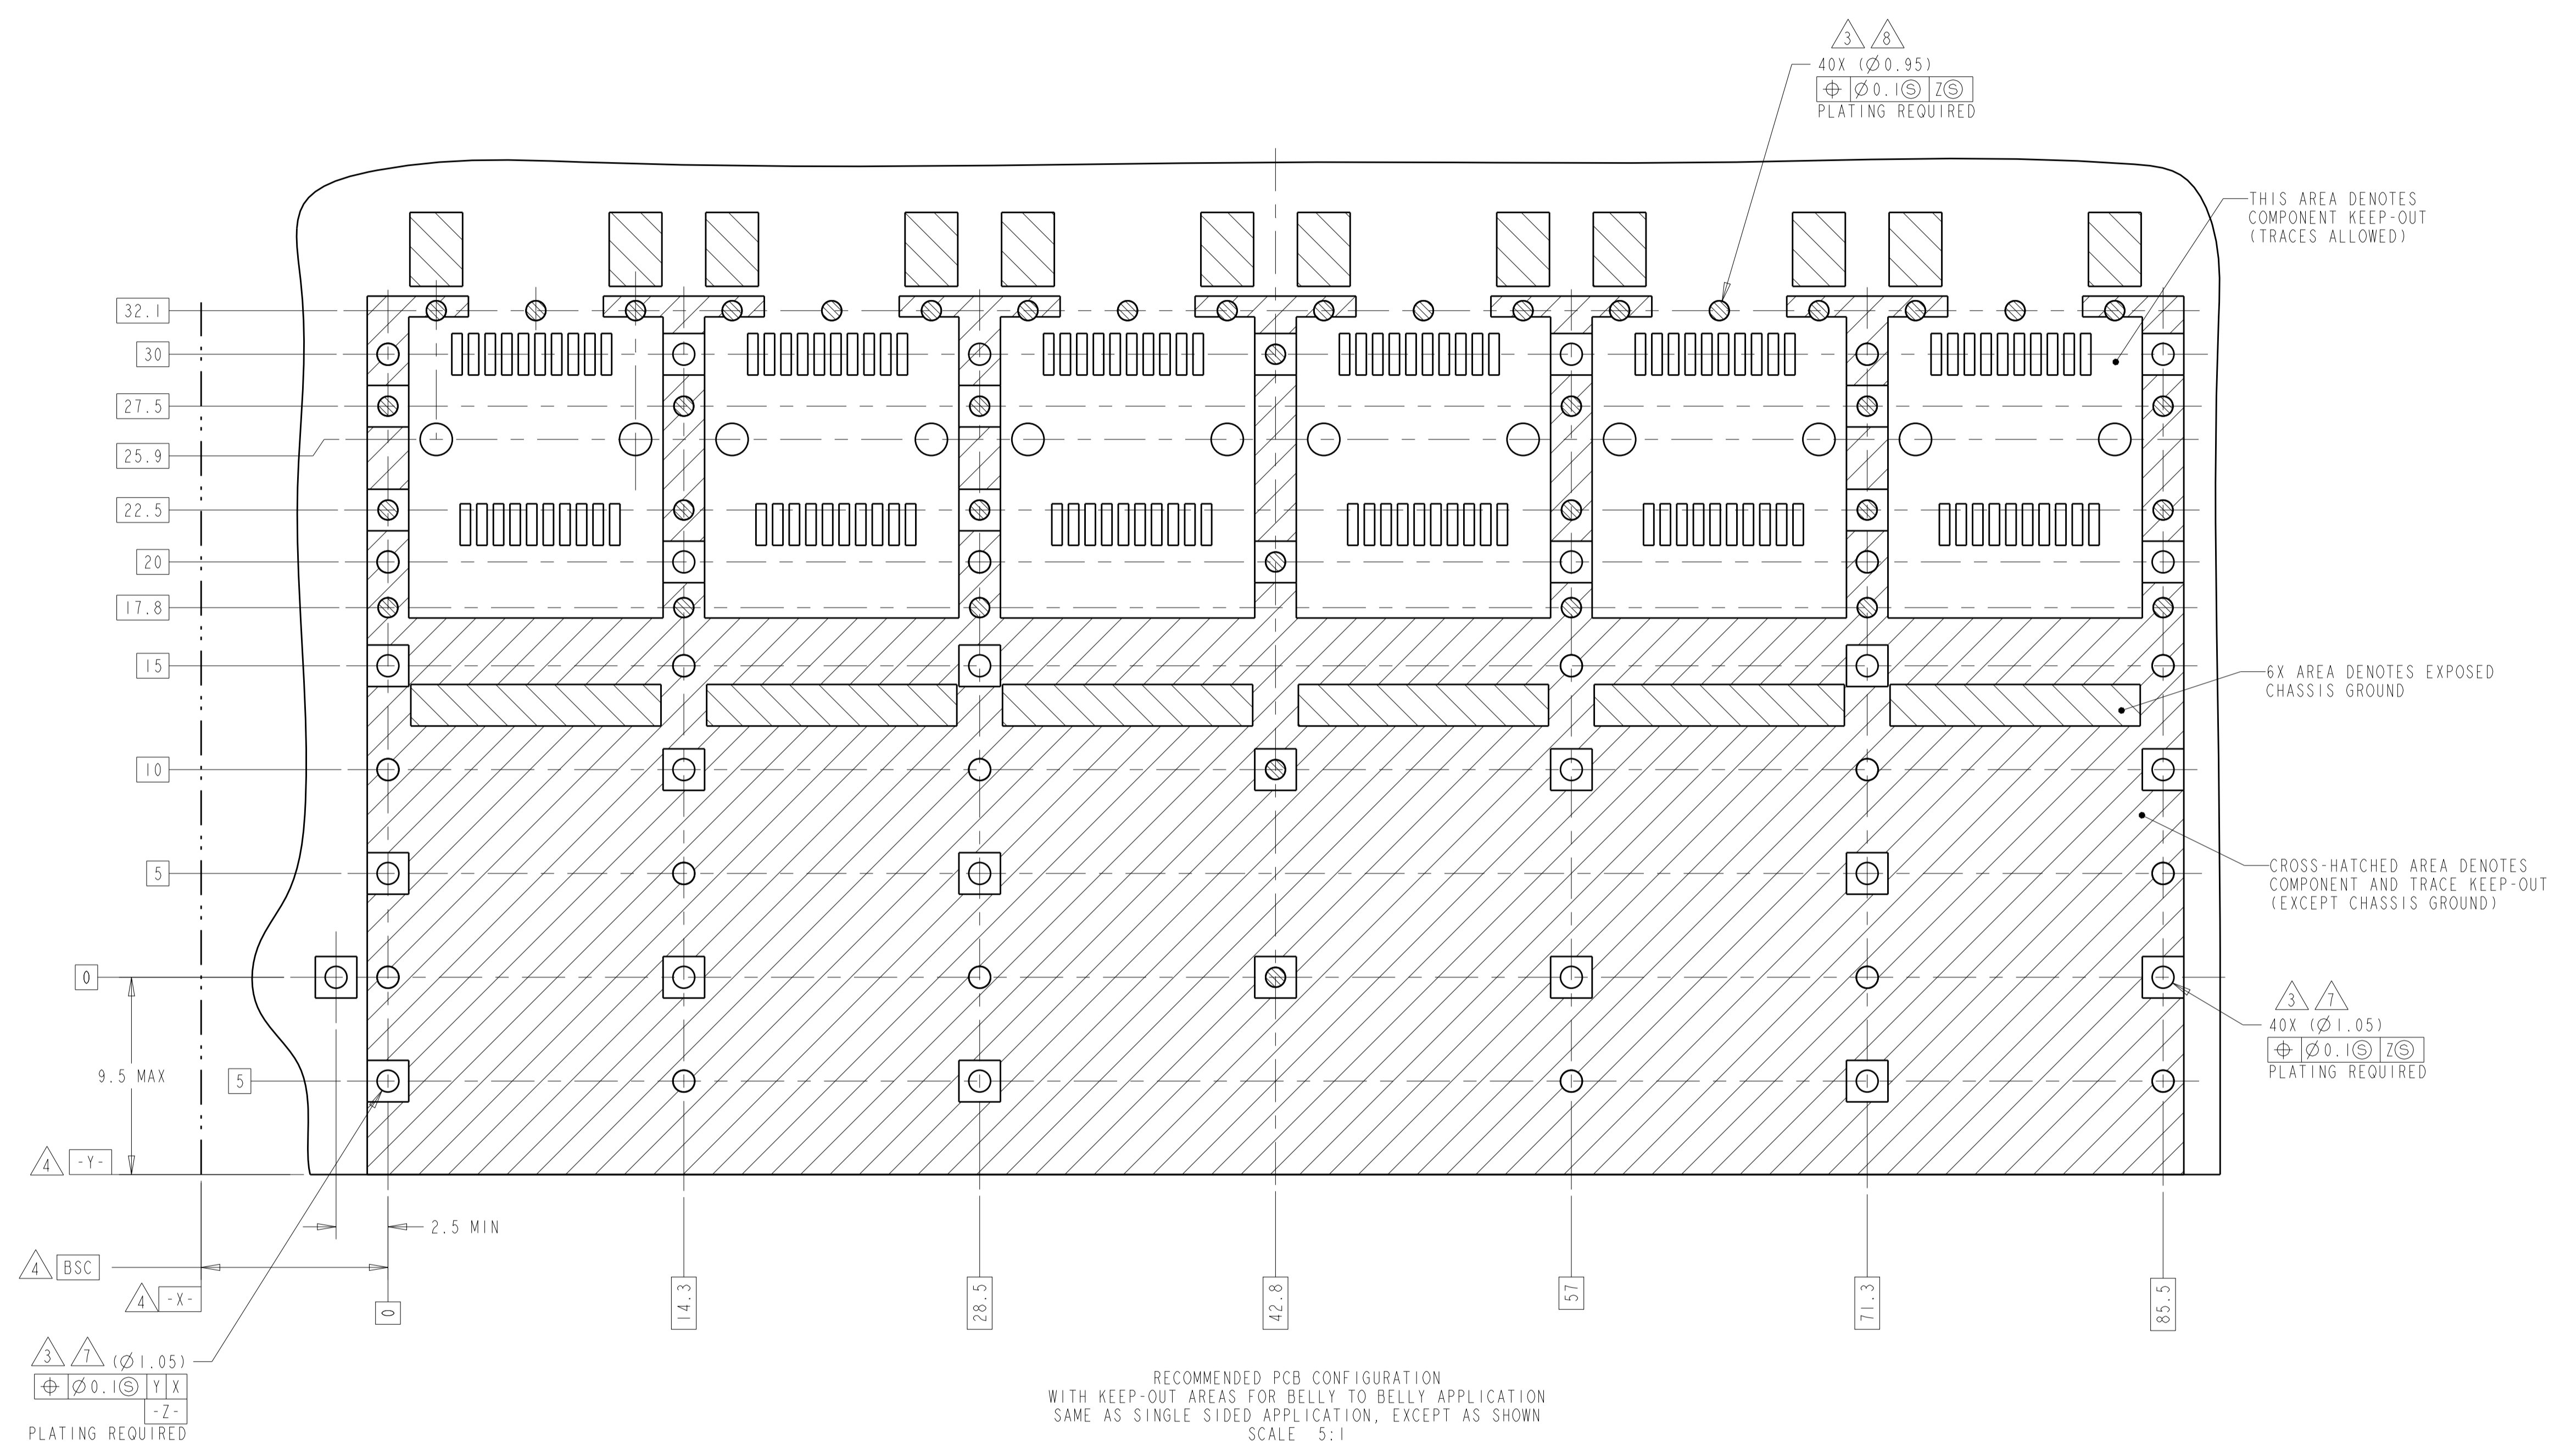 3 8
40X (Ø0.95)
⌖ Ø0.1Ⓢ ZⓈ
PLATING REQUIRED
THIS AREA DENOTES
COMPONENT KEEP-OUT
(TRACES ALLOWED)
32.1
30
27.5
25.9
22.5
20
17.8
15
6X AREA DENOTES EXPOSED
CHASSIS GROUND
10
5
CROSS-HATCHED AREA DENOTES
COMPONENT AND TRACE KEEP-OUT
(EXCEPT CHASSIS GROUND)
0
3 7
40X (Ø1.05)
⌖ Ø0.1Ⓢ ZⓈ
PLATING REQUIRED
9.5 MAX
5
4 -Y-
2.5 MIN
4 BSC
4 -X-
0
14.3
28.5
42.8
57
71.3
85.5
3 7 (Ø1.05)
⌖ Ø0.1Ⓢ Y X
-Z-
PLATING REQUIRED
RECOMMENDED PCB CONFIGURATION
WITH KEEP-OUT AREAS FOR BELLY TO BELLY APPLICATION
SAME AS SINGLE SIDED APPLICATION, EXCEPT AS SHOWN
SCALE 5:1